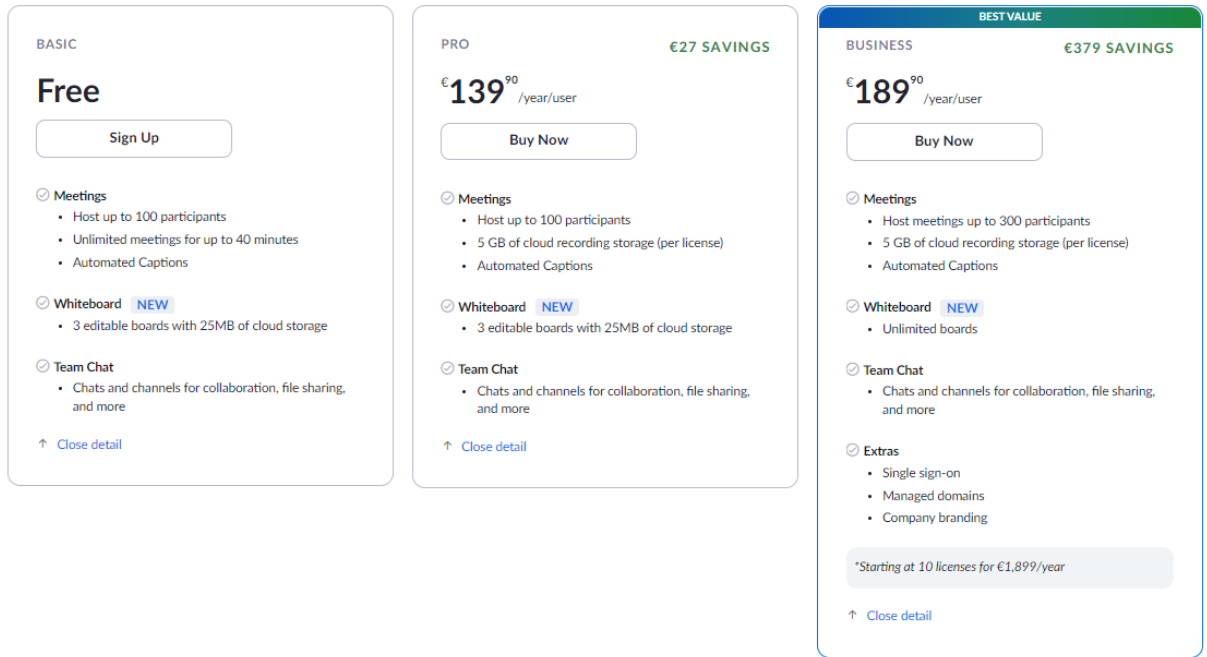 BASIC
Free
Sign Up
Meetings
• Host up to 100 participants
• Unlimited meetings for up to 40 minutes
• Automated Captions
Whiteboard NEW
• 3 editable boards with 25MB of cloud storage
Team Chat
• Chats and channels for collaboration, file sharing,
and more
↑ Close detail
PRO €27 SAVINGS
€139⁹⁰ /year/user
Buy Now
Meetings
• Host up to 100 participants
• 5 GB of cloud recording storage (per license)
• Automated Captions
Whiteboard NEW
• 3 editable boards with 25MB of cloud storage
Team Chat
• Chats and channels for collaboration, file sharing,
and more
↑ Close detail
BEST VALUE
BUSINESS €379 SAVINGS
€189⁹⁰ /year/user
Buy Now
Meetings
• Host meetings up to 300 participants
• 5 GB of cloud recording storage (per license)
• Automated Captions
Whiteboard NEW
• Unlimited boards
Team Chat
• Chats and channels for collaboration, file sharing,
and more
Extras
• Single sign-on
• Managed domains
• Company branding
*Starting at 10 licenses for €1,899/year
↑ Close detail